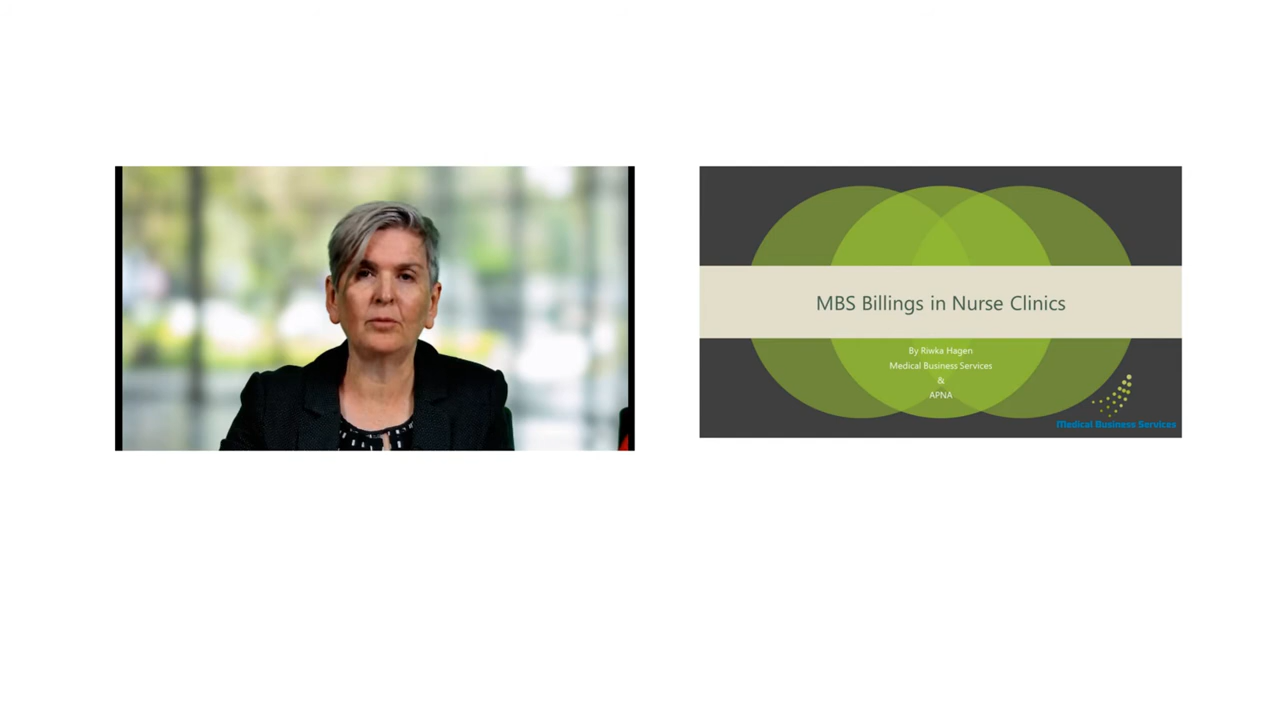 MBS Billings in Nurse Clinics
By Riwka Hagen
Medical Business Services
&
APNA
Medical Business Services